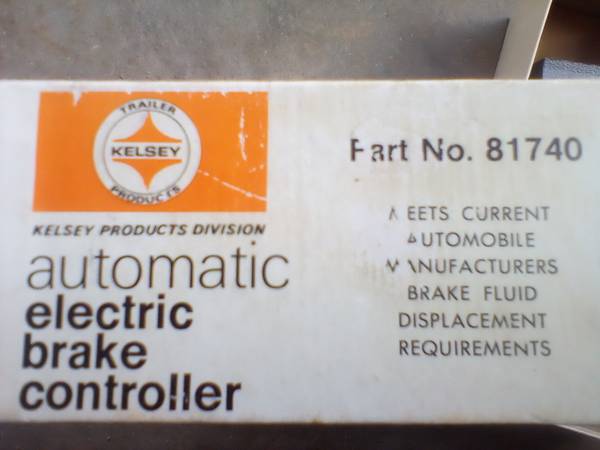 TRAILER
KELSEY
PRODUCTS
KELSEY PRODUCTS DIVISION
automatic
electric
brake
controller
Part No. 81740
MEETS CURRENT
AUTOMOBILE
MANUFACTURERS
BRAKE FLUID
DISPLACEMENT
REQUIREMENTS